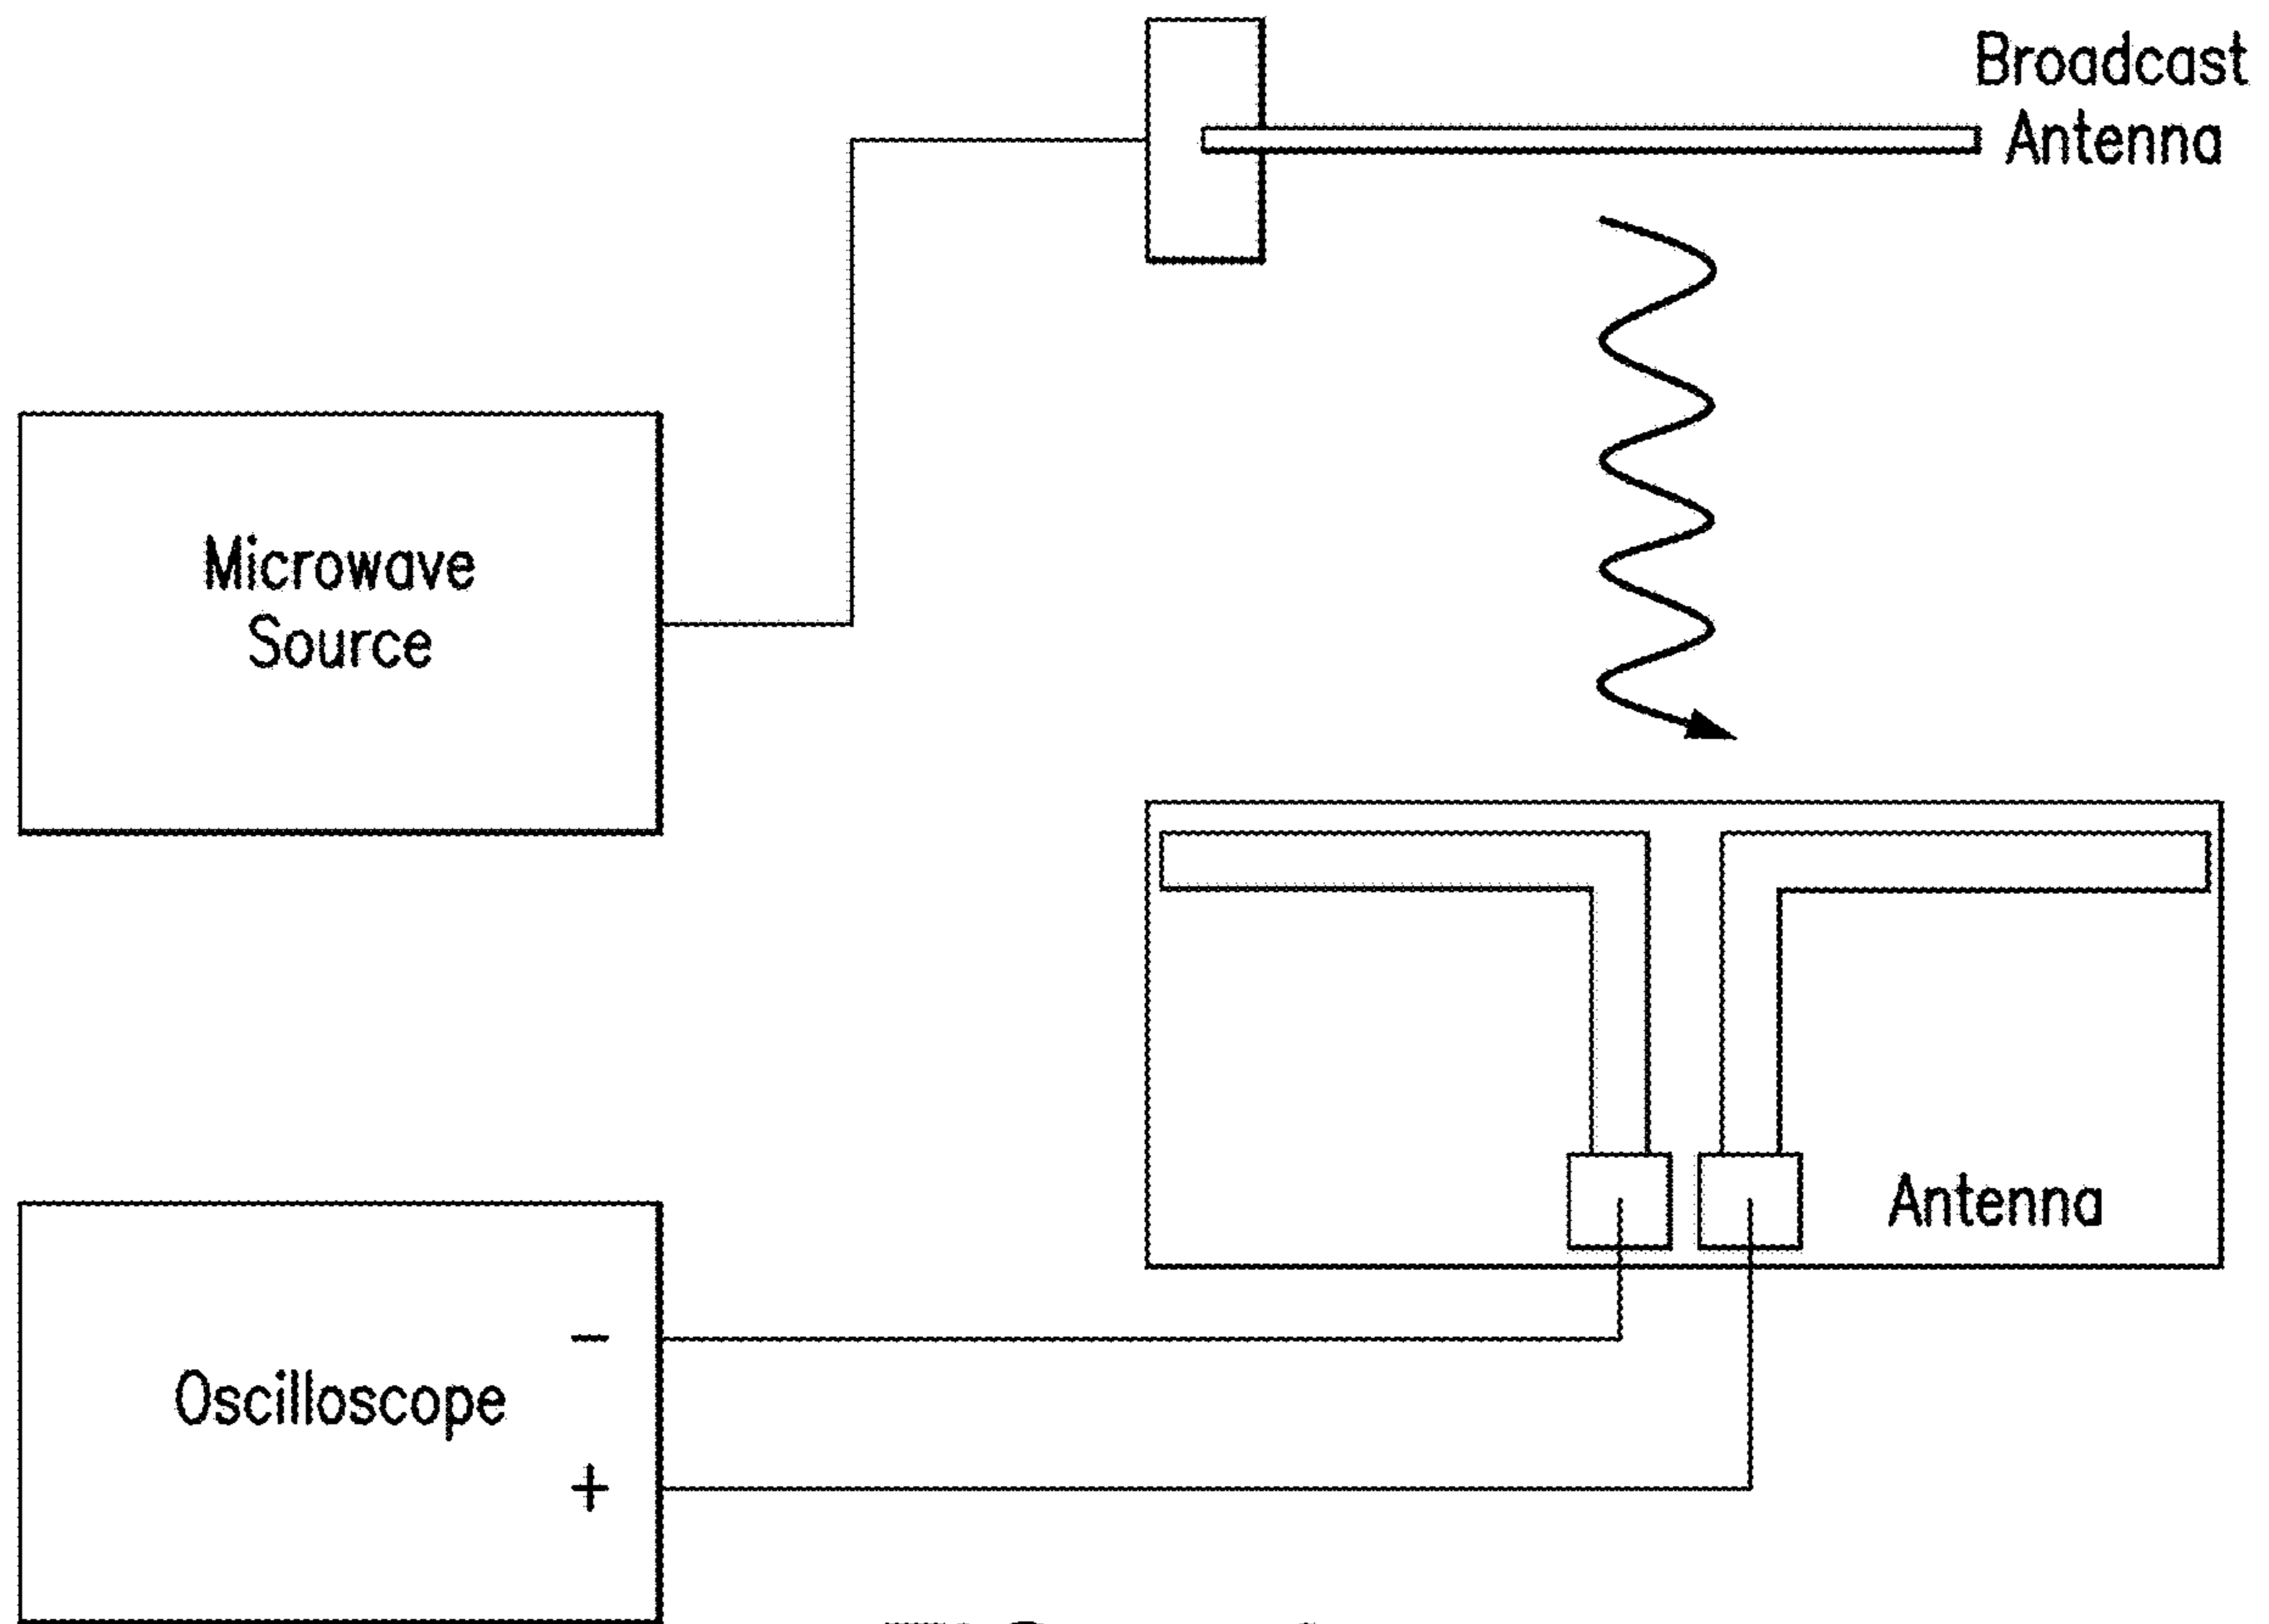 Broadcast
Antenna
Microwave
Source
Antenna
−
Oscilloscope
+